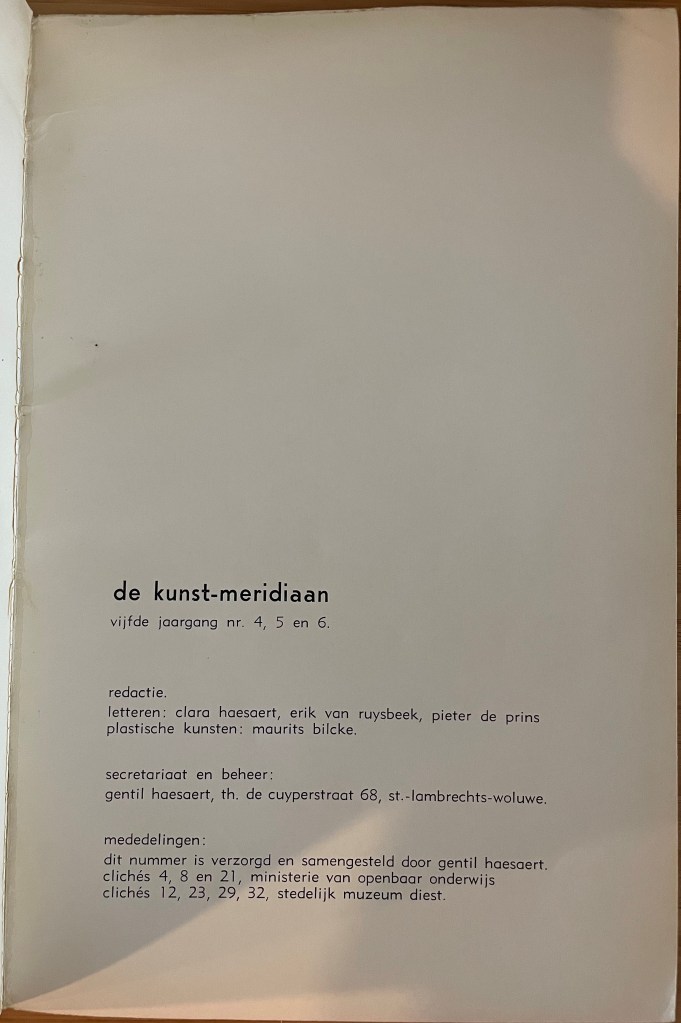 de kunst-meridiaan
vijfde jaargang nr. 4, 5 en 6.
redactie.
letteren: clara haesaert, erik van ruysbeek, pieter de prins
plastische kunsten: maurits bilcke.
secretariaat en beheer:
gentil haesaert, th. de cuyperstraat 68, st.-lambrechts-woluwe.
mededelingen:
dit nummer is verzorgd en samengesteld door gentil haesaert.
clichés 4, 8 en 21, ministerie van openbaar onderwijs
clichés 12, 23, 29, 32, stedelijk muzeum diest.